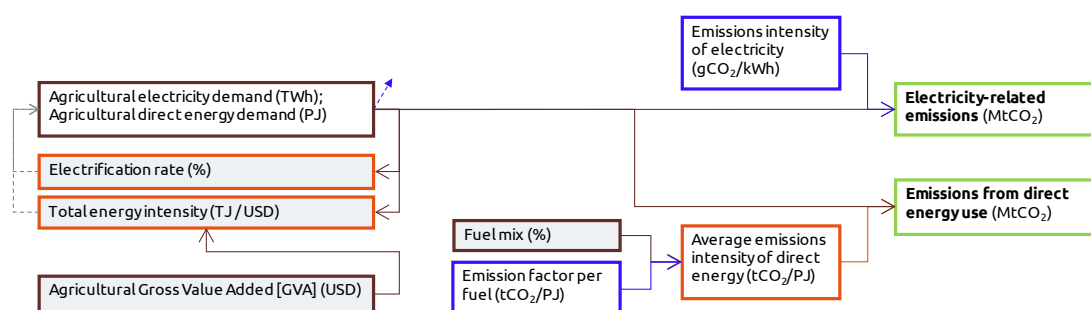 Emissions intensity
of electricity
(gCO₂/kWh)
Agricultural electricity demand (TWh);
Agricultural direct energy demand (PJ)
Electricity-related
emissions (MtCO₂)
Electrification rate (%)
Total energy intensity (TJ / USD)
Emissions from direct
energy use (MtCO₂)
Fuel mix (%)
Average emissions
intensity of direct
energy (tCO₂/PJ)
Emission factor per
fuel (tCO₂/PJ)
Agricultural Gross Value Added [GVA] (USD)